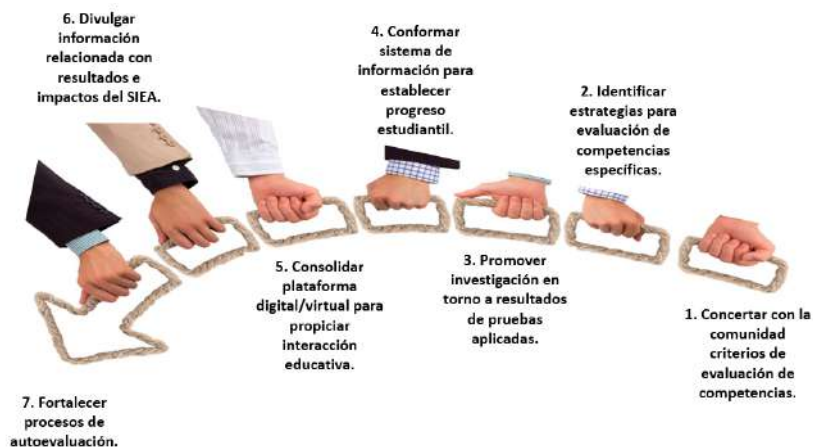 6. Divulgar
información
relacionada con
resultados e
impactos del SIEA.
4. Conformar
sistema de
información para
establecer
progreso
estudiantil.
2. Identificar
estrategias para
evaluación de
competencias
específicas.
5. Consolidar
plataforma
digital/virtual para
propiciar
interacción
educativa.
3. Promover
investigación en
torno a resultados
de pruebas
aplicadas.
1. Concertar con la
comunidad
criterios de
evaluación de
competencias.
7. Fortalecer
procesos de
autoevaluación.